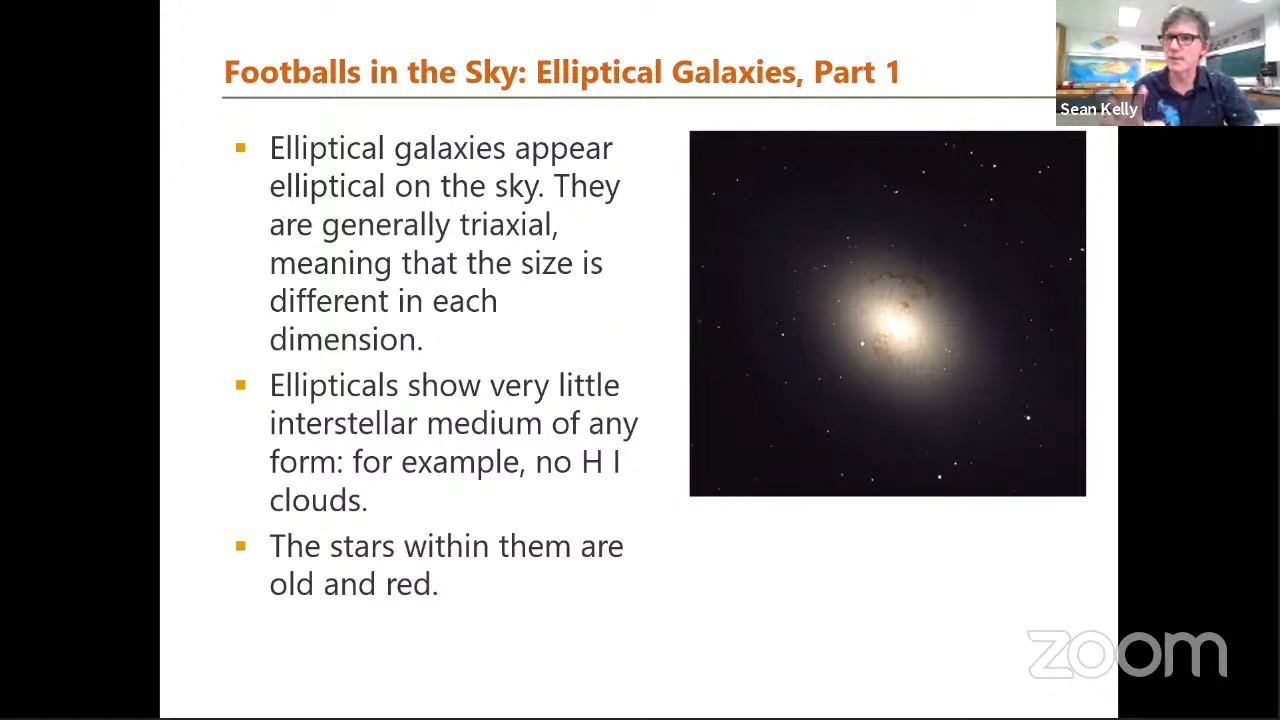 Footballs in the Sky: Elliptical Galaxies, Part 1
Sean Kelly
▪ Elliptical galaxies appear
elliptical on the sky. They
are generally triaxial,
meaning that the size is
different in each
dimension.
▪ Ellipticals show very little
interstellar medium of any
form: for example, no H I
clouds.
▪ The stars within them are
old and red.
zoom